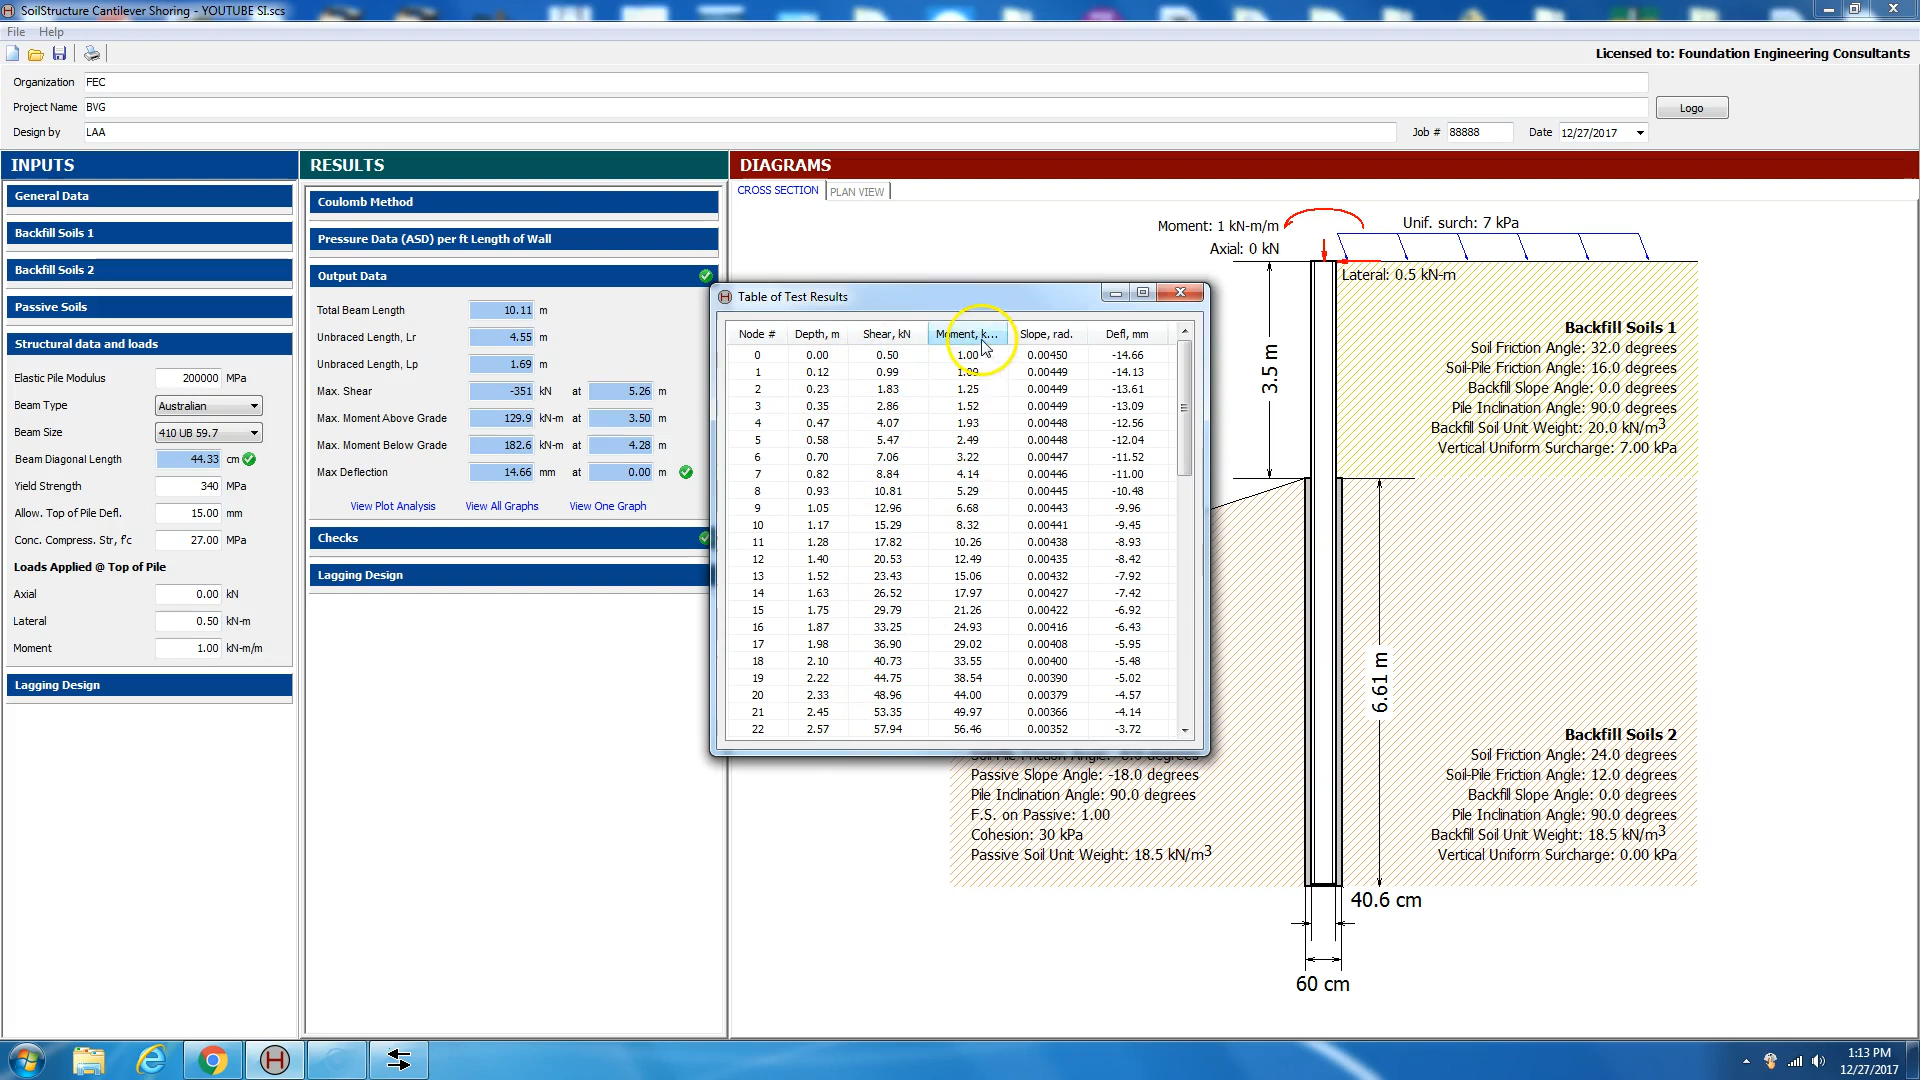 SoilStructure Cantilever Shoring - YOUTUBE SI.scs
File Help
Licensed to: Foundation Engineering Consultants
Organization FEC
Project Name BVG
Logo
Design by LAA Job # 88888 Date 12/27/2017
INPUTS
General Data
Backfill Soils 1
Backfill Soils 2
Passive Soils
Structural data and loads
Elastic Pile Modulus 200000 MPa
Beam Type Australian
Beam Size 410 UB 59.7
Beam Diagonal Length 44.33 cm
Yield Strength 340 MPa
Allow. Top of Pile Defl. 15.00 mm
Conc. Compress. Str, f'c 27.00 MPa
Loads Applied @ Top of Pile
Axial 0.00 kN
Lateral 0.50 kN-m
Moment 1.00 kN-m/m
Lagging Design
RESULTS
Coulomb Method
Pressure Data (ASD) per ft Length of Wall
Output Data
Total Beam Length 10.11 m
Unbraced Length, Lr 4.55 m
Unbraced Length, Lp 1.69 m
Max. Shear -351 kN at 5.26 m
Max. Moment Above Grade 129.9 kN-m at 3.50 m
Max. Moment Below Grade 182.6 kN-m at 4.28 m
Max Deflection 14.66 mm at 0.00 m
View Plot Analysis View All Graphs View One Graph
Checks
Lagging Design
DIAGRAMS
CROSS SECTION PLAN VIEW
Moment: 1 kN-m/m
Axial: 0 kN
Unif. surch: 7 kPa
Lateral: 0.5 kN-m
Table of Test Results
Node # Depth, m Shear, kN Moment, k... Slope, rad. Defl, mm
0 0.00 0.50 1.00 0.00450 -14.66
1 0.12 0.99 1.09 0.00449 -14.13
2 0.23 1.83 1.25 0.00449 -13.61
3 0.35 2.86 1.52 0.00449 -13.09
4 0.47 4.07 1.93 0.00448 -12.56
5 0.58 5.47 2.49 0.00448 -12.04
6 0.70 7.06 3.22 0.00447 -11.52
7 0.82 8.84 4.14 0.00446 -11.00
8 0.93 10.81 5.29 0.00445 -10.48
9 1.05 12.96 6.68 0.00443 -9.96
10 1.17 15.29 8.32 0.00441 -9.45
11 1.28 17.82 10.26 0.00438 -8.93
12 1.40 20.53 12.49 0.00435 -8.42
13 1.52 23.43 15.06 0.00432 -7.92
14 1.63 26.52 17.97 0.00427 -7.42
15 1.75 29.79 21.26 0.00422 -6.92
16 1.87 33.25 24.93 0.00416 -6.43
17 1.98 36.90 29.02 0.00408 -5.95
18 2.10 40.73 33.55 0.00400 -5.48
19 2.22 44.75 38.54 0.00390 -5.02
20 2.33 48.96 44.00 0.00379 -4.57
21 2.45 53.35 49.97 0.00366 -4.14
22 2.57 57.94 56.46 0.00352 -3.72
3.5 m
Backfill Soils 1
Soil Friction Angle: 32.0 degrees
Soil-Pile Friction Angle: 16.0 degrees
Backfill Slope Angle: 0.0 degrees
Pile Inclination Angle: 90.0 degrees
Backfill Soil Unit Weight: 20.0 kN/m3
Vertical Uniform Surcharge: 7.00 kPa
6.61 m
Passive Slope Angle: -18.0 degrees
Pile Inclination Angle: 90.0 degrees
F.S. on Passive: 1.00
Cohesion: 30 kPa
Passive Soil Unit Weight: 18.5 kN/m3
Backfill Soils 2
Soil Friction Angle: 24.0 degrees
Soil-Pile Friction Angle: 12.0 degrees
Backfill Slope Angle: 0.0 degrees
Pile Inclination Angle: 90.0 degrees
Backfill Soil Unit Weight: 18.5 kN/m3
Vertical Uniform Surcharge: 0.00 kPa
40.6 cm
60 cm
1:13 PM
12/27/2017